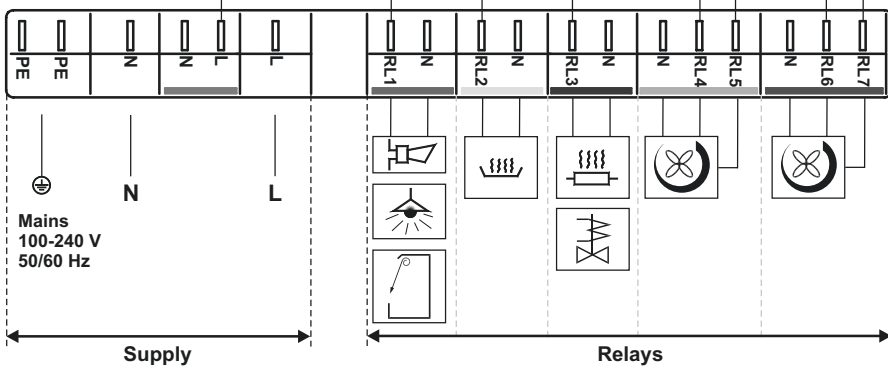 PE PE N N L L RL1 N RL2 N RL3 N N RL4 RL5 N RL6 RL7
N L
Mains
100-240 V
50/60 Hz
Supply Relays